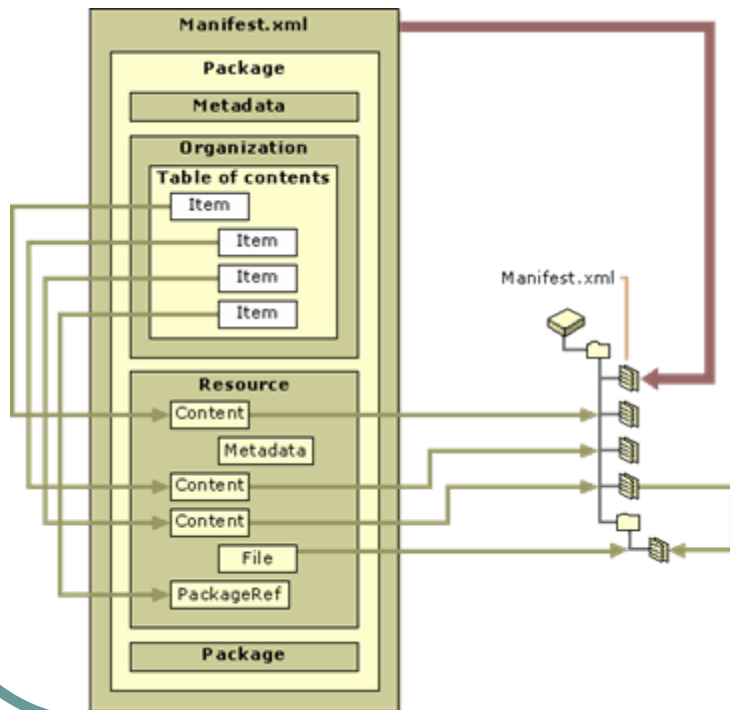 Manifest.xml
Package
Metadata
Organization
Table of contents
Item
Item
Item
Item
Manifest.xml
Resource
Content
Metadata
Content
Content
File
PackageRef
Package